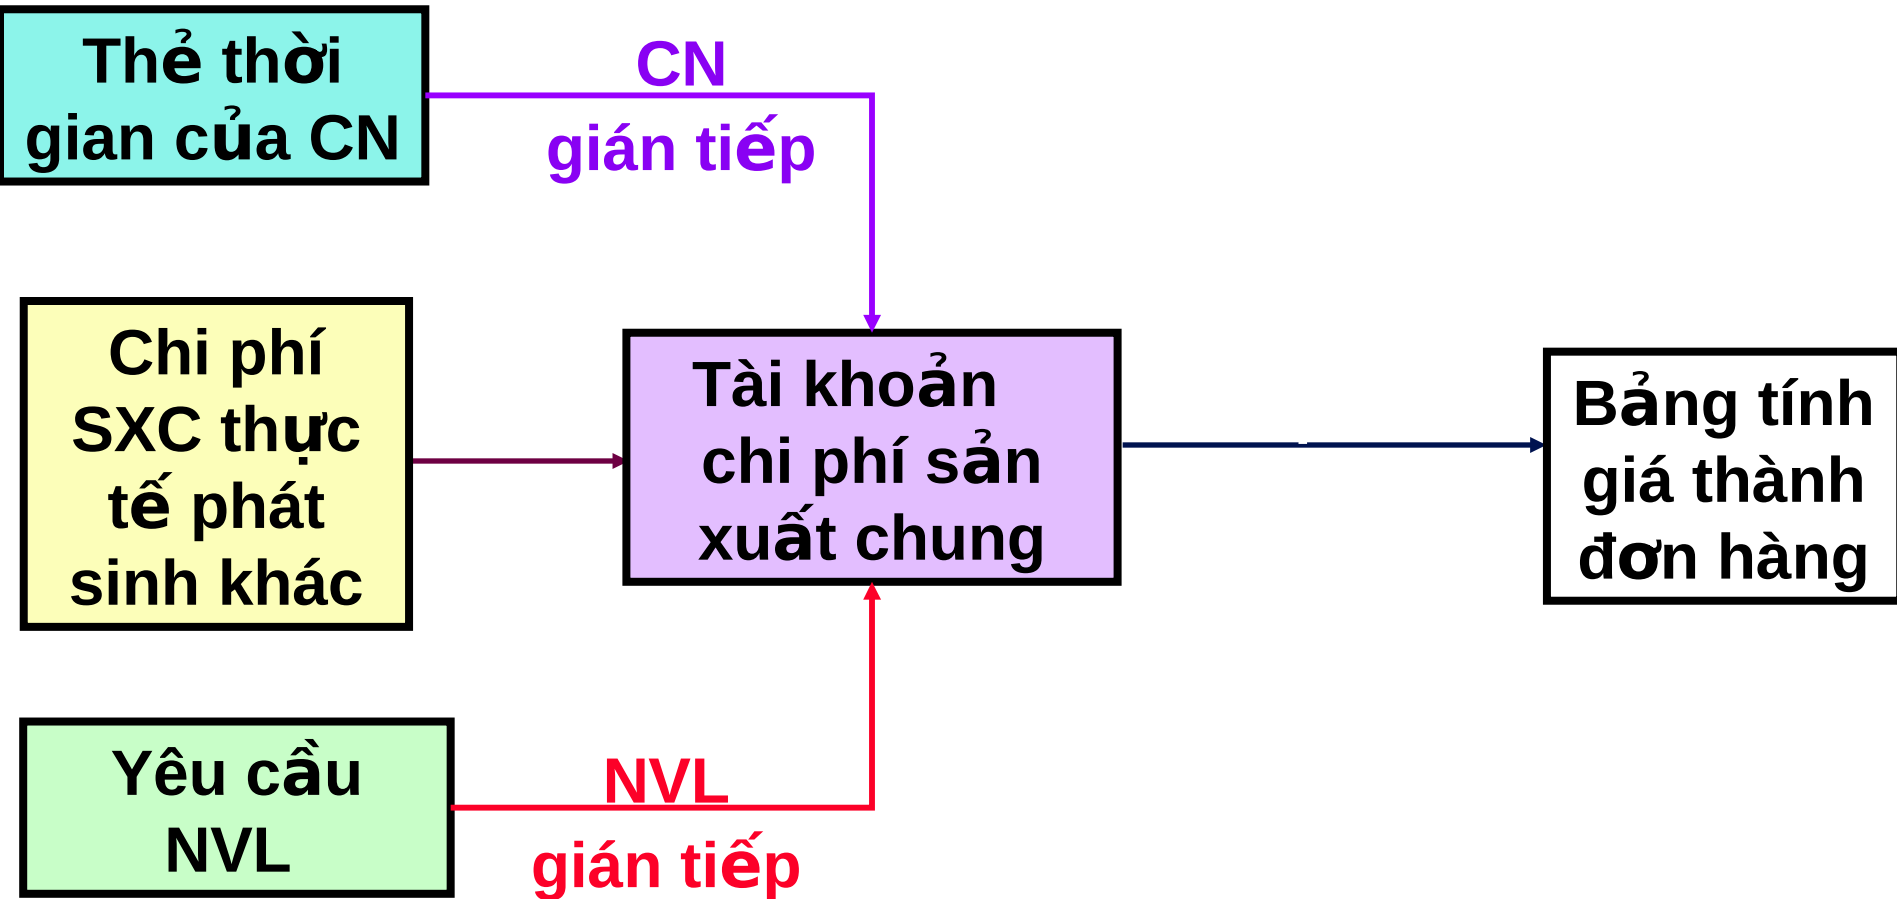 Thẻ thời
gian của CN
CN
gián tiếp
Chi phí
SXC thực
tế phát
sinh khác
Tài khoản
chi phí sản
xuất chung
Bảng tính
giá thành
đơn hàng
Yêu cầu
NVL
NVL
gián tiếp